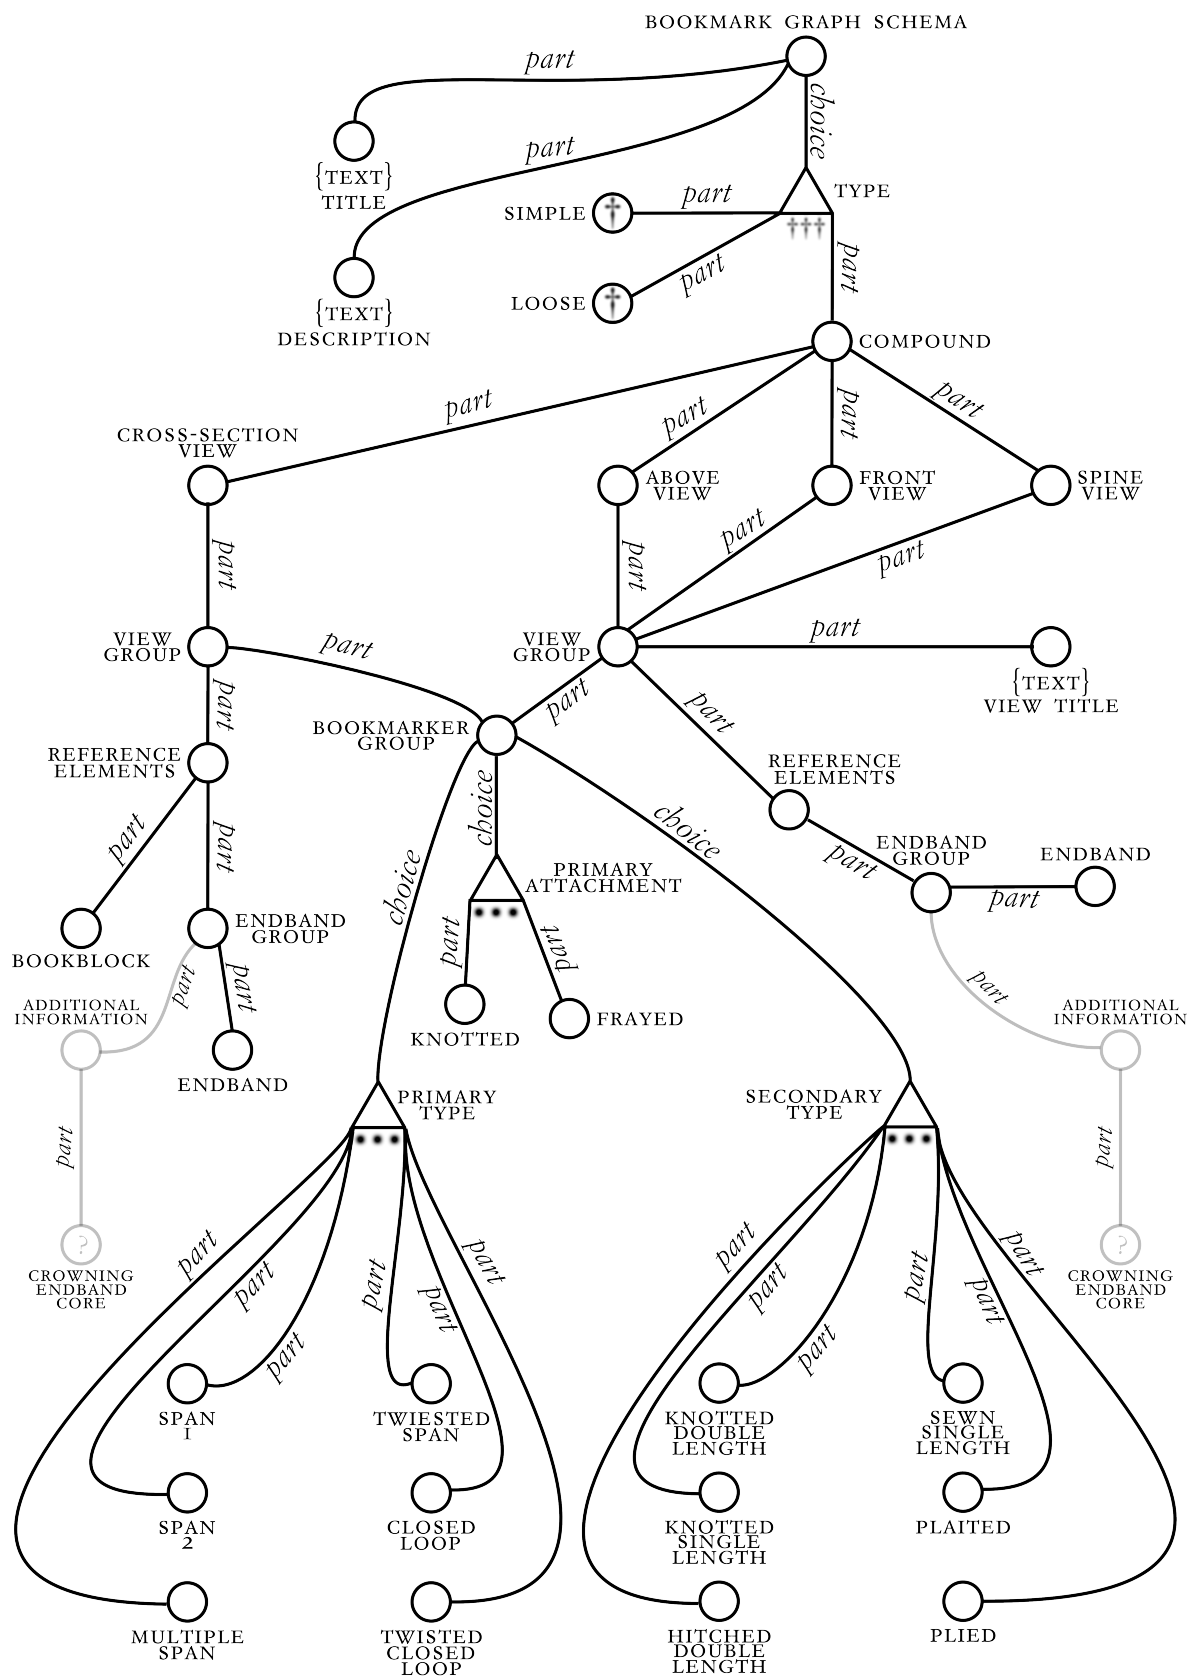 BOOKMARK GRAPH SCHEMA
part
choice
part
{TEXT}
TITLE
TYPE
part
†††
SIMPLE
†
part
part
LOOSE
†
{TEXT}
DESCRIPTION
COMPOUND
part
part
part
part
CROSS-SECTION
VIEW
ABOVE
VIEW
FRONT
VIEW
SPINE
VIEW
part
part
part
part
VIEW
GROUP
part
VIEW
GROUP
part
{TEXT}
VIEW TITLE
part
part
part
BOOKMARKER
GROUP
REFERENCE
ELEMENTS
REFERENCE
ELEMENTS
choice
choice
choice
part
part
part
ENDBAND
GROUP
ENDBAND
part
PRIMARY
ATTACHMENT
•••
part
part
ENDBAND
GROUP
BOOKBLOCK
part
part
part
ADDITIONAL
INFORMATION
ADDITIONAL
INFORMATION
KNOTTED
FRAYED
ENDBAND
PRIMARY
TYPE
•••
SECONDARY
TYPE
•••
part
part
?
CROWNING
ENDBAND
CORE
?
CROWNING
ENDBAND
CORE
part
part
part
part
part
part
part
part
part
part
part
part
SPAN
1
TWIESTED
SPAN
KNOTTED
DOUBLE
LENGTH
SEWN
SINGLE
LENGTH
SPAN
2
CLOSED
LOOP
KNOTTED
SINGLE
LENGTH
PLAITED
MULTIPLE
SPAN
TWISTED
CLOSED
LOOP
HITCHED
DOUBLE
LENGTH
PLIED